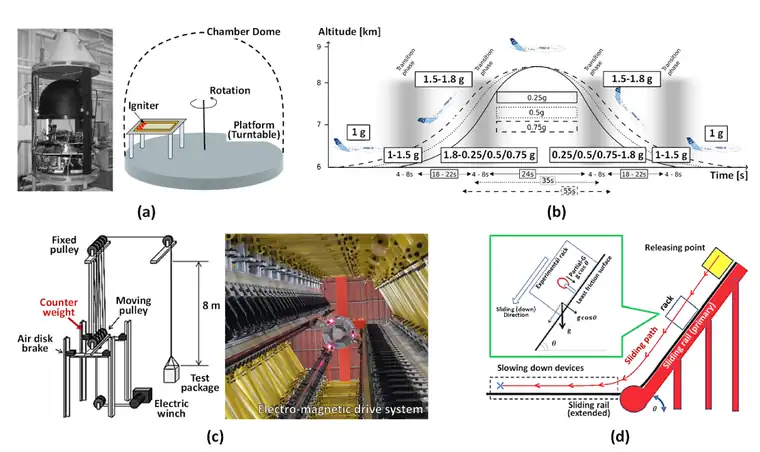 Chamber Dome
Igniter
Rotation
Platform
(Turntable)
(a)
Altitude [km]
9
8
7
6
Transition
phase
Transition
phase
Transition
phase
Transition
phase
1.5-1.8 g
1.5-1.8 g
0.25g
0.5g
0.75g
1 g
1 g
1-1.5 g
1.8-0.25/0.5/0.75 g
0.25/0.5/0.75-1.8 g
1-1.5 g
Time [s]
4 - 8s
18 - 22s
4 - 8s
24s
4 - 8s
18 - 22s
4 - 8s
35s
55s
(b)
Fixed
pulley
Counter
weight
Moving
pulley
Air disk
brake
8 m
Test
package
Electric
winch
Electro-magnetic drive system
(c)
Releasing point
Experimental rack
Partial-G
g cos θ
Least friction surface
Sliding (down)
Direction
gcosθ
g
θ
rack
Sliding path
Sliding rail (primary)
Slowing down devices
Sliding rail
(extended)
θ
(d)